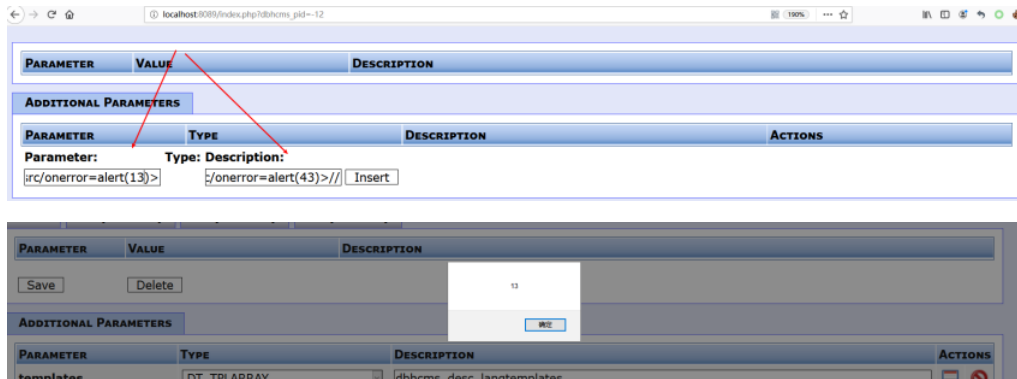 localhost:8089/index.php?dbhcms_pid=-12
100%
PARAMETER VALUE DESCRIPTION
ADDITIONAL PARAMETERS
PARAMETER TYPE DESCRIPTION ACTIONS
Parameter: Type: Description:
src/onerror=alert(13)> c/onerror=alert(43)>// Insert
PARAMETER VALUE DESCRIPTION
13
Save Delete
确定
ADDITIONAL PARAMETERS
PARAMETER TYPE DESCRIPTION ACTIONS
templates DT_TPLARRAY dbhcms_desc_langtemplates